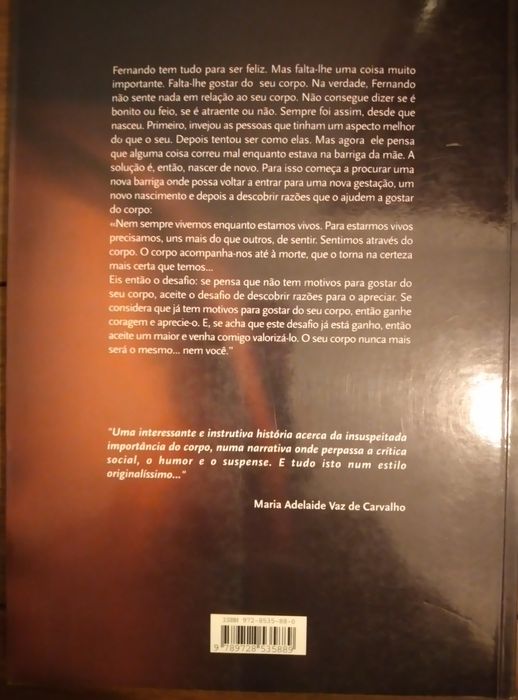 Fernando tem tudo para ser feliz. Mas falta-lhe uma coisa muito
importante. Falta-lhe gostar do seu corpo. Na verdade, Fernando
não sente nada em relação ao seu corpo. Não consegue dizer se é
bonito ou feio, se é atraente ou não. Sempre foi assim, desde que
nasceu. Primeiro, invejou as pessoas que tinham um aspecto melhor
do que o seu. Depois tentou ser como elas. Mas agora ele pensa
que alguma coisa correu mal enquanto estava na barriga da mãe. A
solução é, então, nascer de novo. Para isso começa a procurar uma
nova barriga onde possa voltar a entrar para uma nova gestação, um
novo nascimento e depois a descobrir razões que o ajudem a gostar
do corpo:
«Nem sempre vivemos enquanto estamos vivos. Para estarmos vivos
precisamos, uns mais do que outros, de sentir. Sentimos através do
corpo. O corpo acompanha-nos até à morte, que o torna na certeza
mais certa que temos...
Eis então o desafio: se pensa que não tem motivos para gostar do
seu corpo, aceite o desafio de descobrir razões para o apreciar. Se
considera que já tem motivos para gostar do seu corpo, então ganhe
coragem e aprecie-o. E, se acha que este desafio já está ganho, então
aceite um maior e venha comigo valorizá-lo. O seu corpo nunca mais
será o mesmo... nem você."
"Uma interessante e instrutiva história acerca da insuspeitada
importância do corpo, numa narrativa onde perpassa a crítica
social, o humor e o suspense. E tudo isto num estilo
originalíssimo..."
Maria Adelaide Vaz de Carvalho
ISBN 972-8535-88-0
9 789728 535889